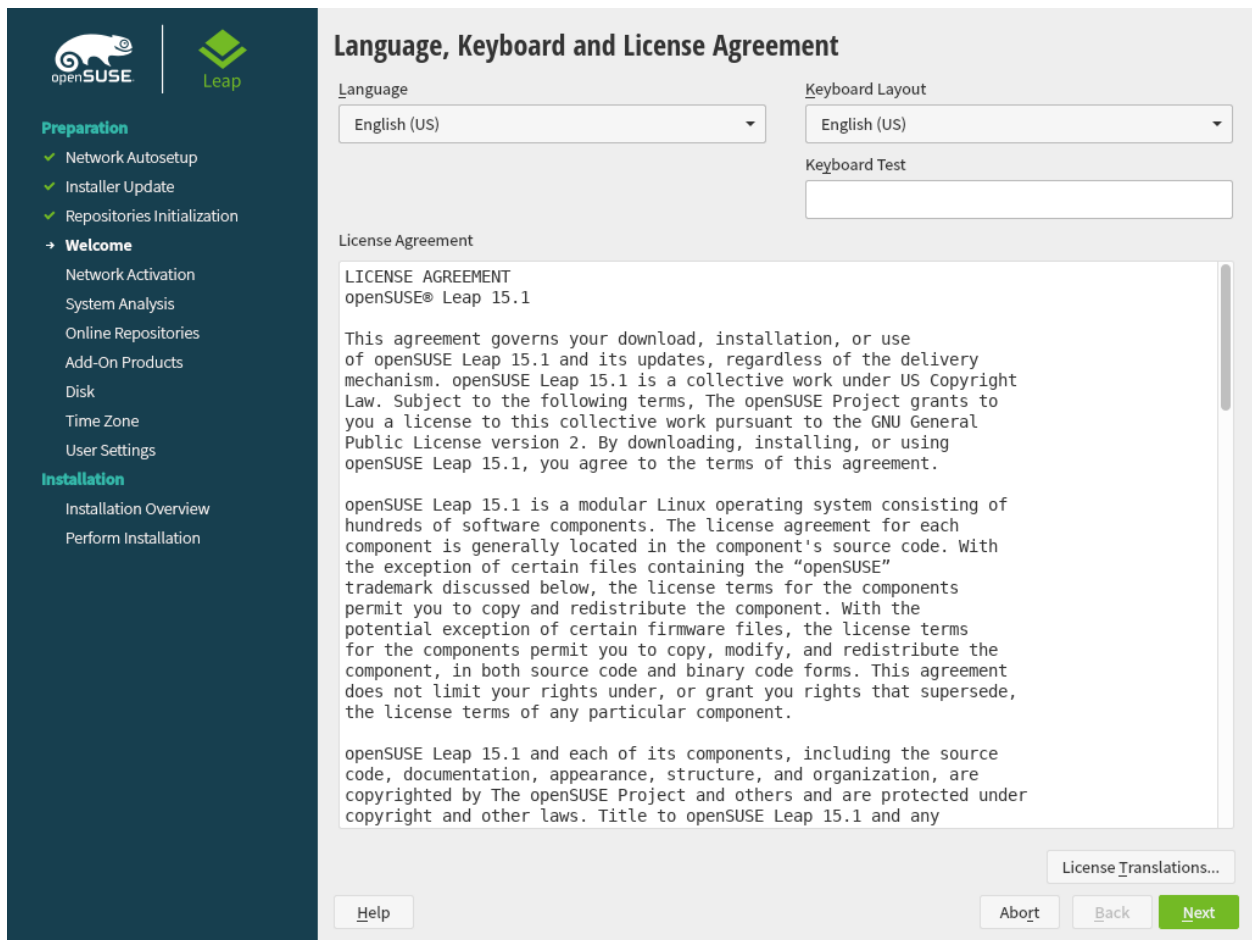 openSUSE
Leap
Preparation
Network Autosetup
Installer Update
Repositories Initialization
Welcome
Network Activation
System Analysis
Online Repositories
Add-On Products
Disk
Time Zone
User Settings
Installation
Installation Overview
Perform Installation
Language, Keyboard and License Agreement
Language
English (US)
Keyboard Layout
English (US)
Keyboard Test
License Agreement
LICENSE AGREEMENT
openSUSE® Leap 15.1
This agreement governs your download, installation, or use
of openSUSE Leap 15.1 and its updates, regardless of the delivery
mechanism. openSUSE Leap 15.1 is a collective work under US Copyright
Law. Subject to the following terms, The openSUSE Project grants to
you a license to this collective work pursuant to the GNU General
Public License version 2. By downloading, installing, or using
openSUSE Leap 15.1, you agree to the terms of this agreement.
openSUSE Leap 15.1 is a modular Linux operating system consisting of
hundreds of software components. The license agreement for each
component is generally located in the component's source code. With
the exception of certain files containing the “openSUSE”
trademark discussed below, the license terms for the components
permit you to copy and redistribute the component. With the
potential exception of certain firmware files, the license terms
for the components permit you to copy, modify, and redistribute the
component, in both source code and binary code forms. This agreement
does not limit your rights under, or grant you rights that supersede,
the license terms of any particular component.
openSUSE Leap 15.1 and each of its components, including the source
code, documentation, appearance, structure, and organization, are
copyrighted by The openSUSE Project and others and are protected under
copyright and other laws. Title to openSUSE Leap 15.1 and any
License Translations...
Help
Abort
Back
Next